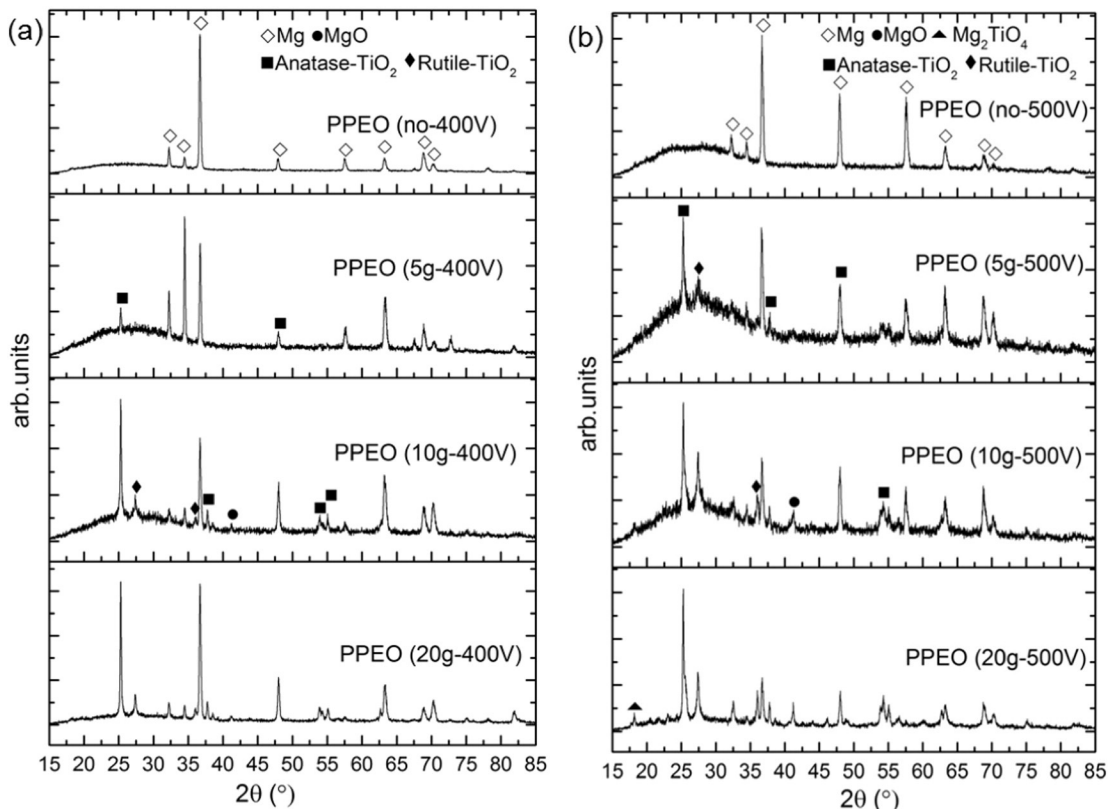 (a)
◇Mg ●MgO
■Anatase-TiO₂ ♦Rutile-TiO₂
PPEO (no-400V)
PPEO (5g-400V)
PPEO (10g-400V)
PPEO (20g-400V)
arb.units
15 20 25 30 35 40 45 50 55 60 65 70 75 80 85
2θ (°)
(b)
◇Mg ●MgO ▲Mg₂TiO₄
■Anatase-TiO₂ ♦Rutile-TiO₂
PPEO (no-500V)
PPEO (5g-500V)
PPEO (10g-500V)
PPEO (20g-500V)
arb.units
arb.units
15 20 25 30 35 40 45 50 55 60 65 70 75 80 85
2θ (°)